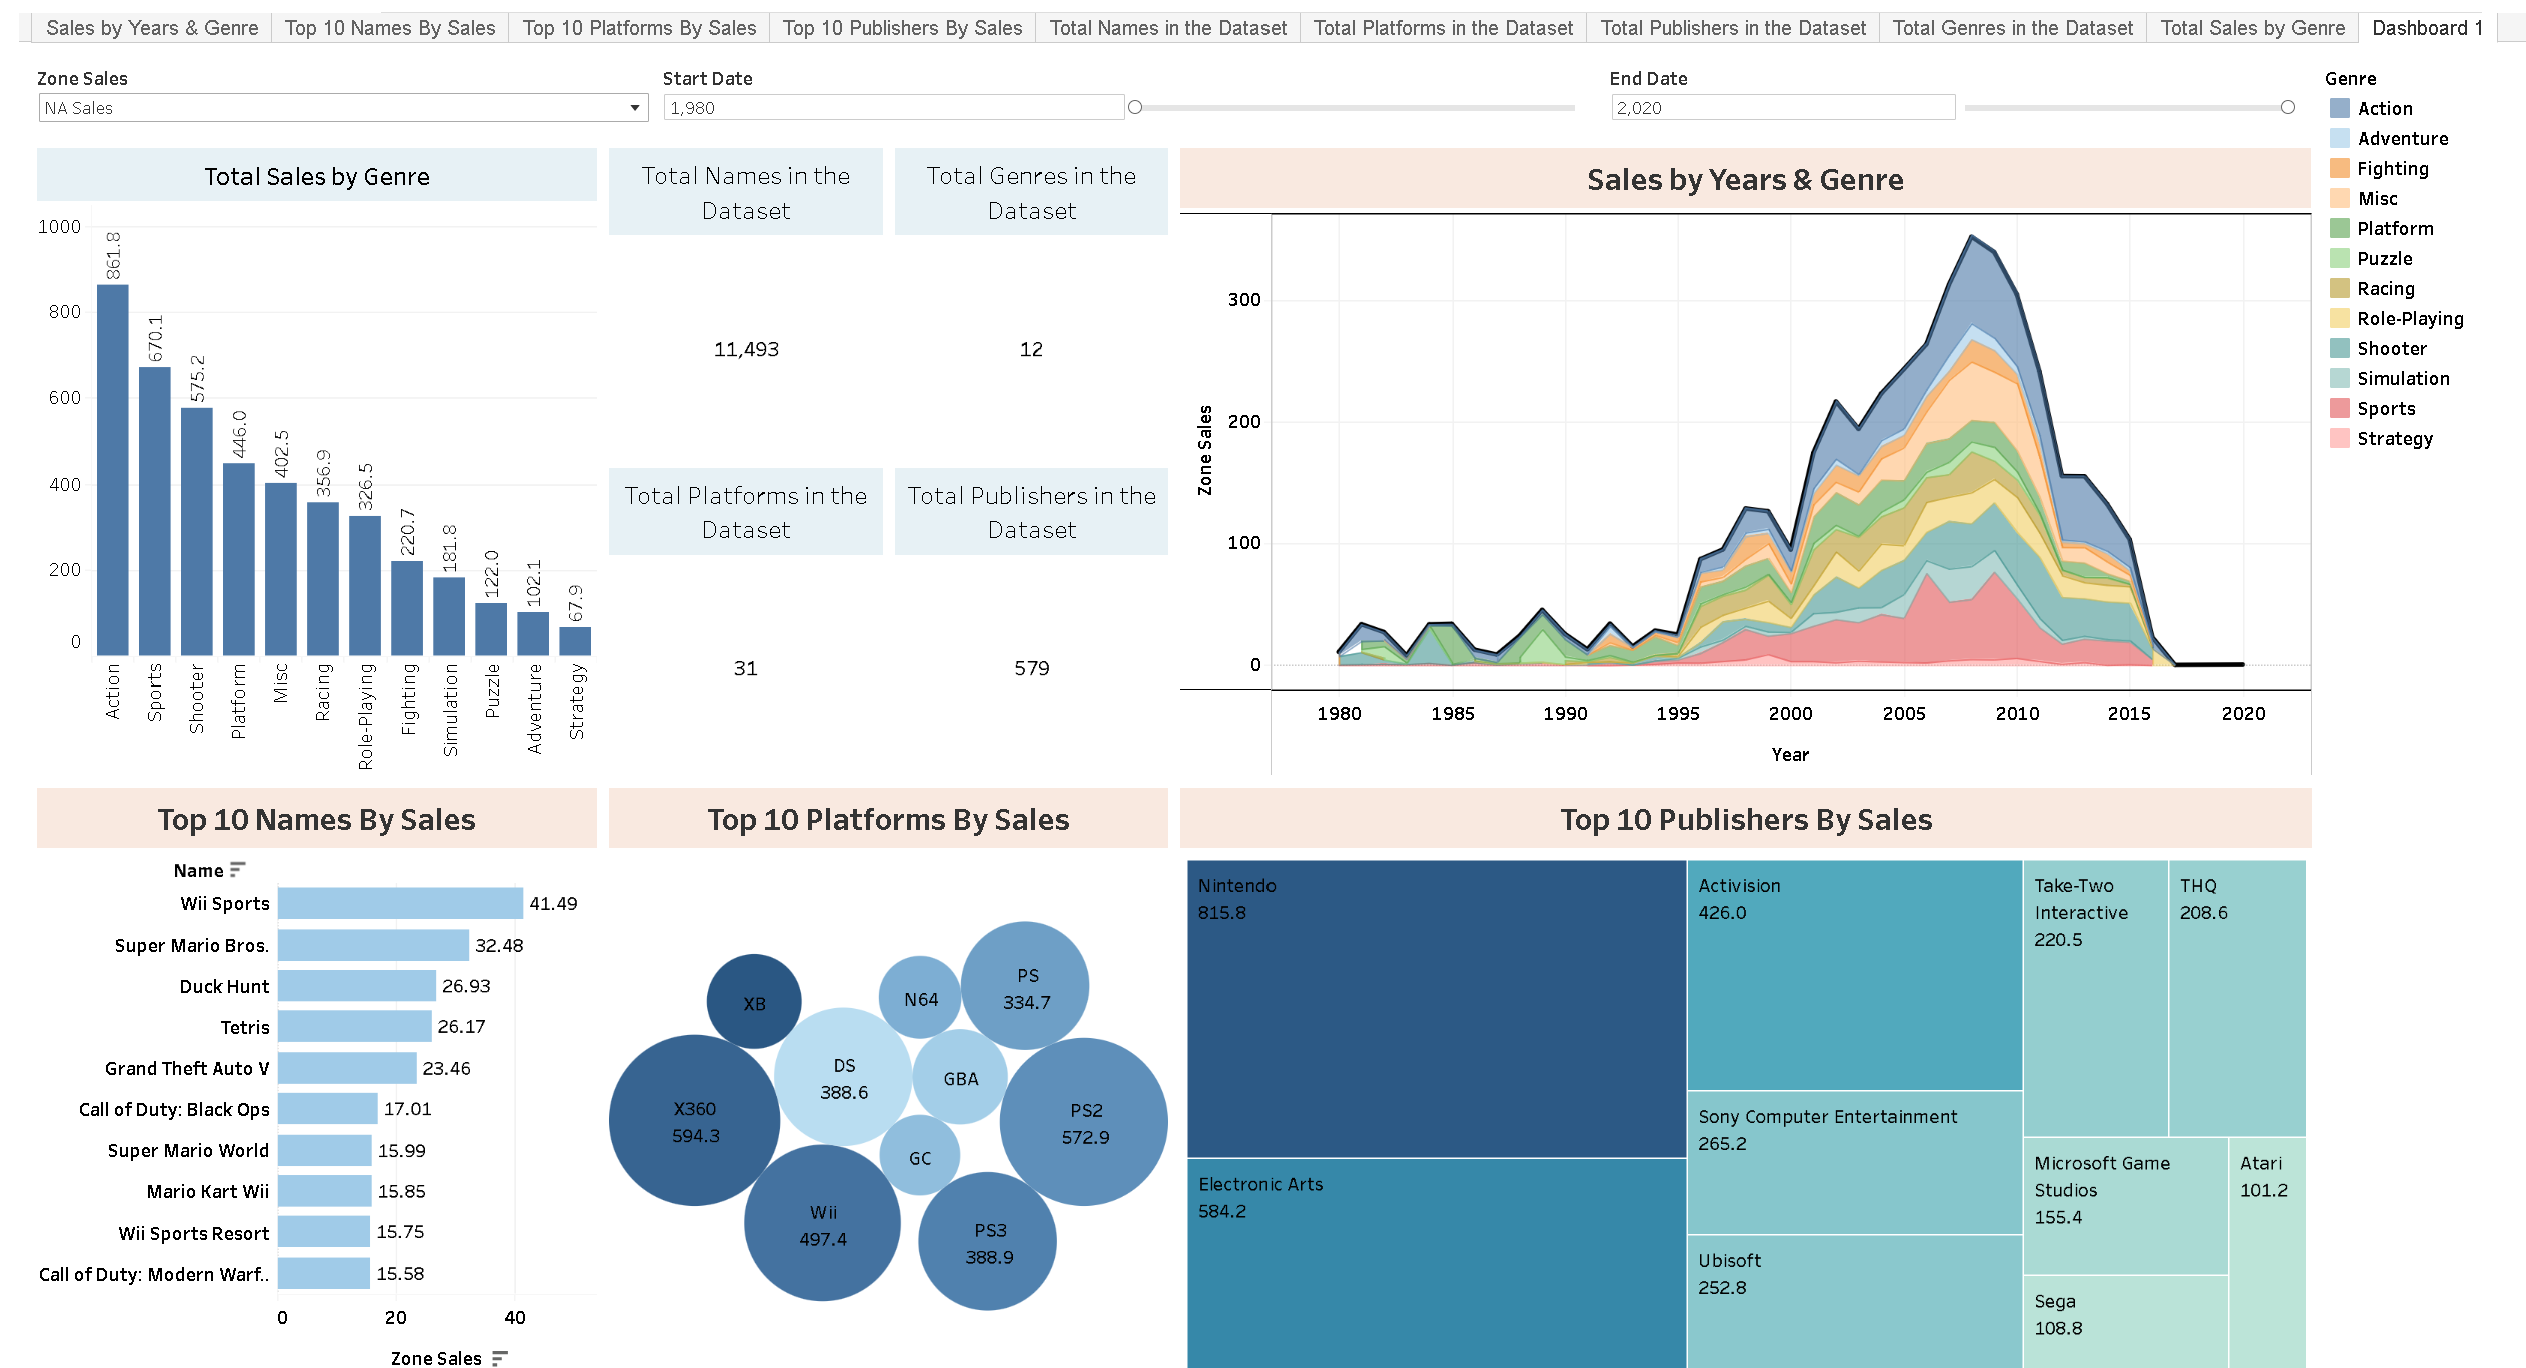 Sales by Years & Genre
Top 10 Names By Sales
Top 10 Platforms By Sales
Top 10 Publishers By Sales
Total Names in the Dataset
Total Platforms in the Dataset
Total Publishers in the Dataset
Total Genres in the Dataset
Total Sales by Genre
Dashboard 1
Zone Sales
NA Sales
Start Date
1,980
End Date
2,020
Genre
Action
Adventure
Fighting
Misc
Platform
Puzzle
Racing
Role-Playing
Shooter
Simulation
Sports
Strategy
Total Sales by Genre
1000
800
600
400
200
0
861.8
670.1
575.2
446.0
402.5
356.9
326.5
220.7
181.8
122.0
102.1
67.9
Action
Sports
Shooter
Platform
Misc
Racing
Role-Playing
Fighting
Simulation
Puzzle
Adventure
Strategy
Total Names in the
Dataset
11,493
Total Genres in the
Dataset
12
Total Platforms in the
Dataset
31
Total Publishers in the
Dataset
579
Sales by Years & Genre
Zone Sales
300
200
100
0
1980
1985
1990
1995
2000
2005
2010
2015
2020
Year
Top 10 Names By Sales
Name
Wii Sports
41.49
Super Mario Bros.
32.48
Duck Hunt
26.93
Tetris
26.17
Grand Theft Auto V
23.46
Call of Duty: Black Ops
17.01
Super Mario World
15.99
Mario Kart Wii
15.85
Wii Sports Resort
15.75
Call of Duty: Modern Warf..
15.58
0
20
40
Zone Sales
Top 10 Platforms By Sales
XB
N64
PS
334.7
DS
388.6
GBA
X360
594.3
PS2
572.9
GC
Wii
497.4
PS3
388.9
Top 10 Publishers By Sales
Nintendo
815.8
Electronic Arts
584.2
Activision
426.0
Sony Computer Entertainment
265.2
Ubisoft
252.8
Take-Two
Interactive
220.5
THQ
208.6
Microsoft Game
Studios
155.4
Atari
101.2
Sega
108.8